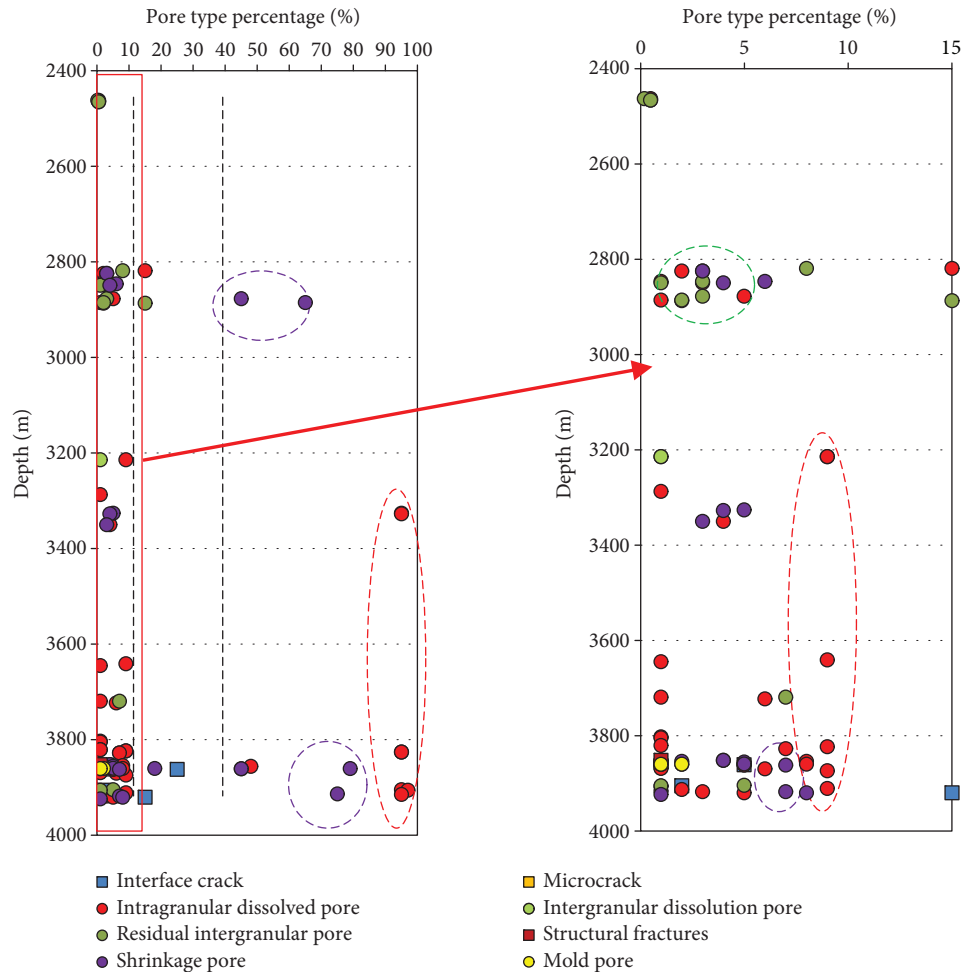 Pore type percentage (%)
0 10 20 30 40 50 60 70 80 90 100
2400
2600
2800
3000
3200
3400
3600
3800
4000
Depth (m)
Pore type percentage (%)
0 5 10 15
2400
2600
2800
3000
3200
3400
3600
3800
4000
Depth (m)
Interface crack
Intragranular dissolved pore
Residual intergranular pore
Shrinkage pore
Microcrack
Intergranular dissolution pore
Structural fractures
Mold pore